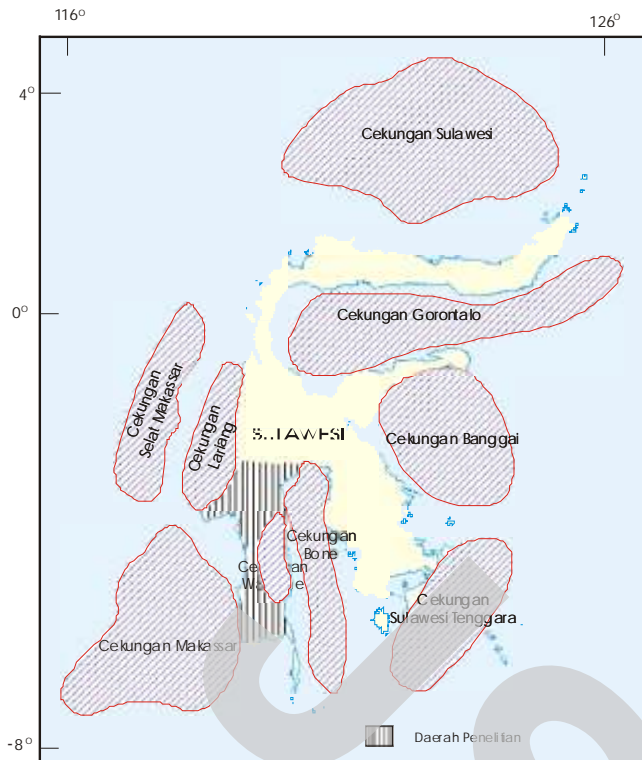 116°
126°
4°
Cekungan Sulawesi
0°
Cekungan Gorontalo
Cekungan
Selat Makassar
Cekungan
Lariang
Cekungan Banggai
Cekungan
Bone
Cekungan
Sulawesi Tenggara
Cekungan Makassar
-8°
Daerah Penelitian